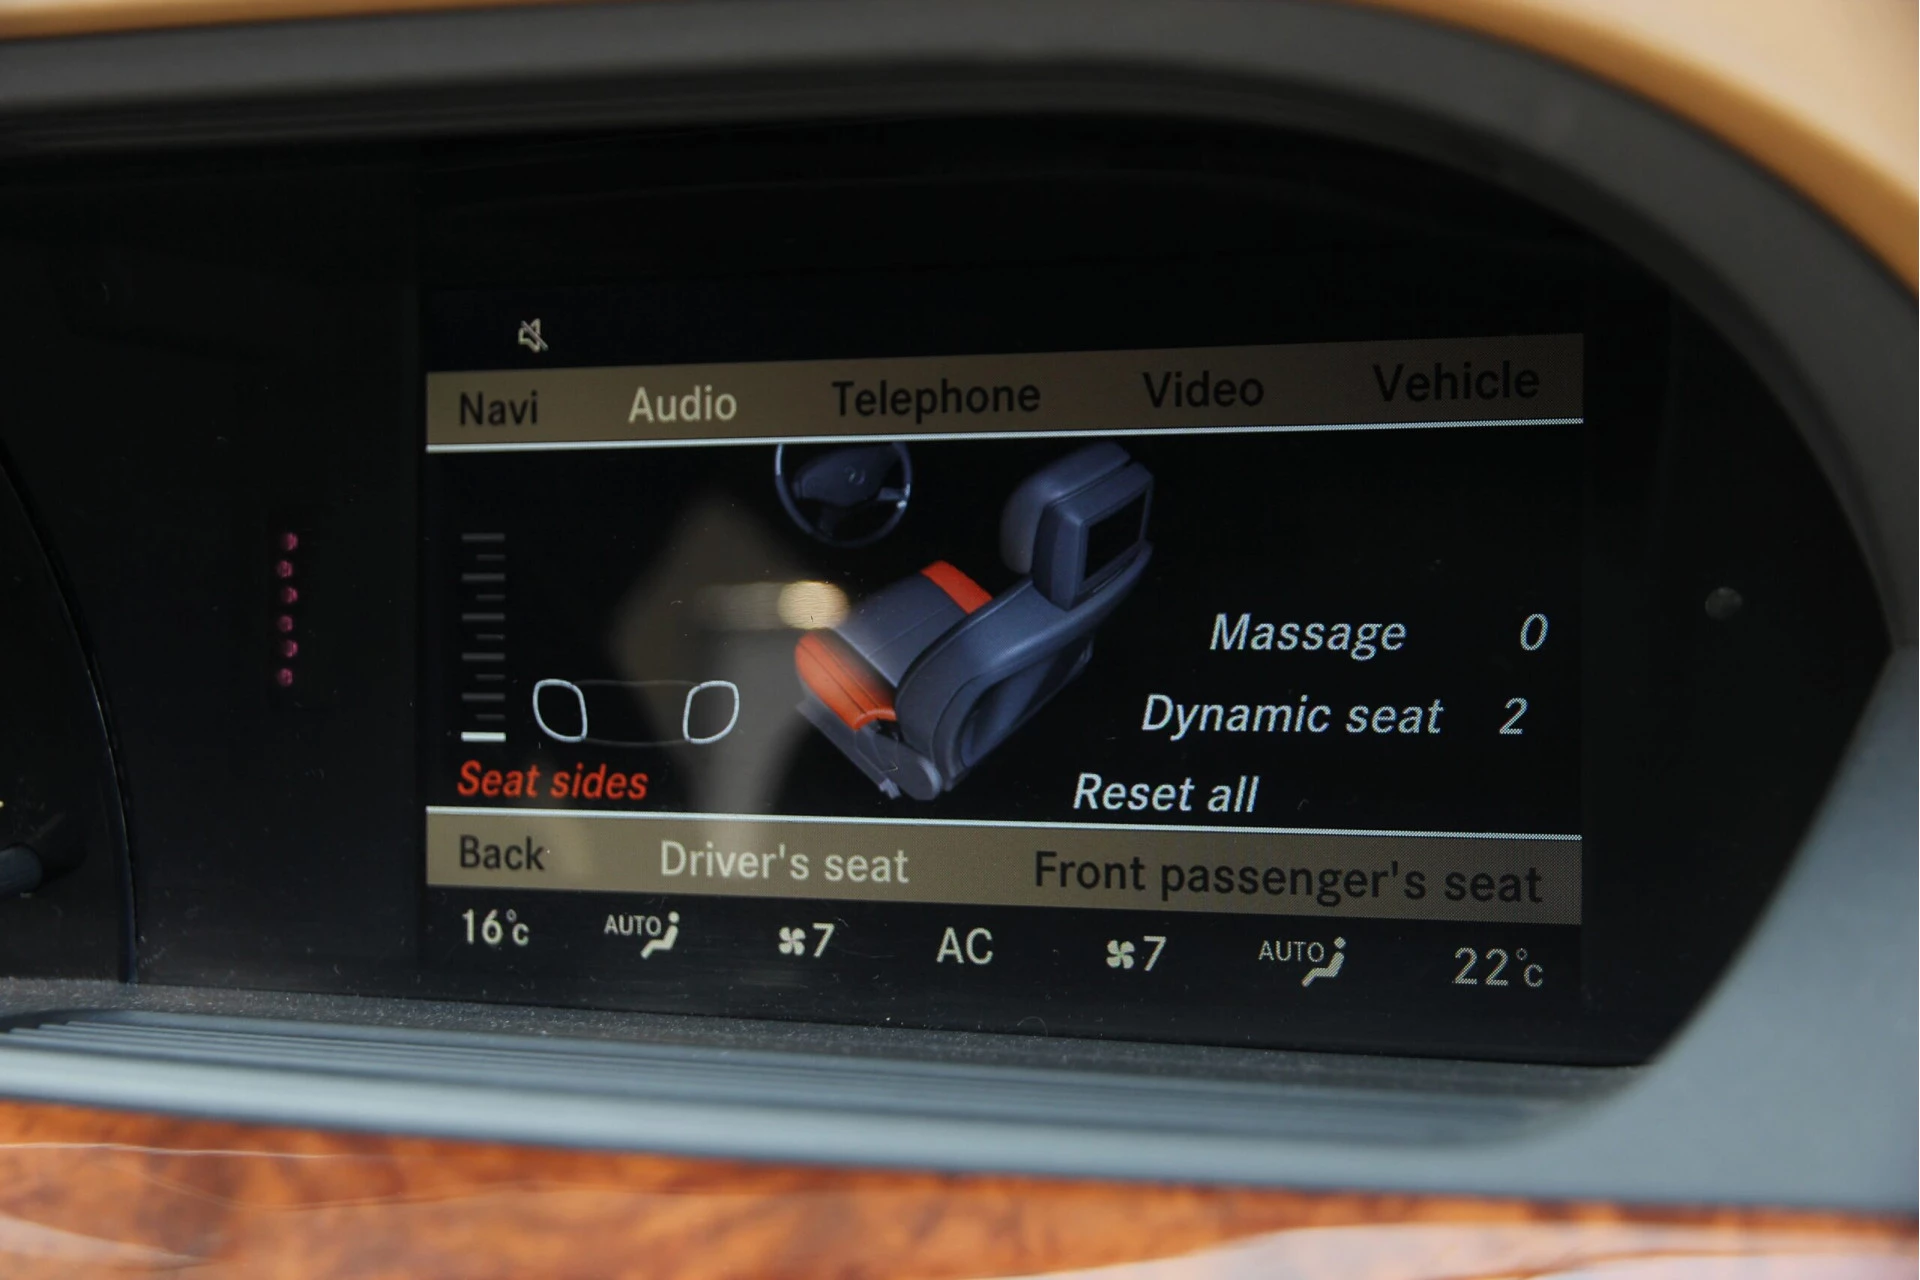 Navi Audio Telephone Video Vehicle
Massage 0
Dynamic seat 2
Seat sides Reset all
Back Driver's seat Front passenger's seat
16°c AUTO 7 AC 7 AUTO 22°c